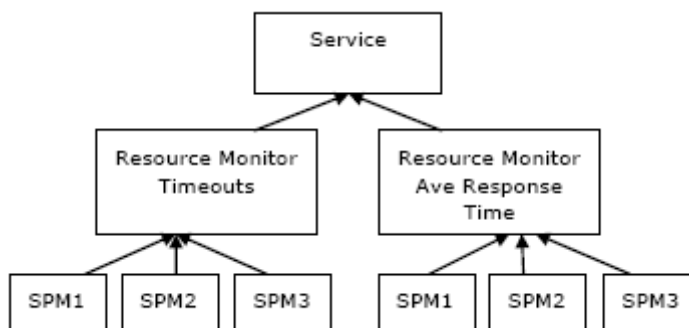 Service
Resource Monitor
Timeouts
Resource Monitor
Ave Response
Time
SPM1
SPM2
SPM3
SPM1
SPM2
SPM3